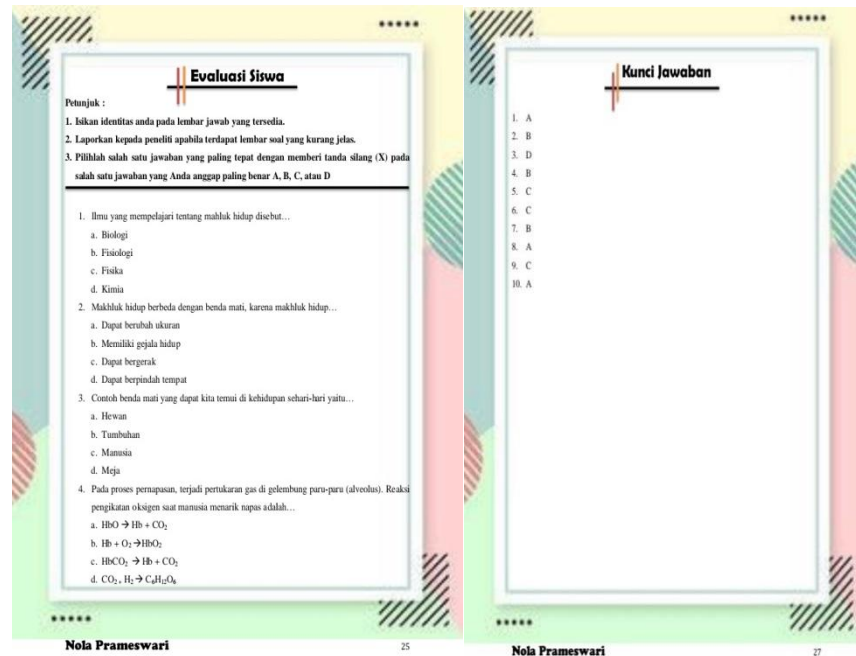 Evaluasi Siswa
Petunjuk :
1. Isikan identitas anda pada lembar jawab yang tersedia.
2. Laporkan kepada peneliti apabila terdapat lembar soal yang kurang jelas.
3. Pilihlah salah satu jawaban yang paling tepat dengan memberi tanda silang (X) pada
salah satu jawaban yang Anda anggap paling benar A, B, C, atau D
1. Ilmu yang mempelajari tentang mahluk hidup disebut…
a. Biologi
b. Fisiologi
c. Fisika
d. Kimia
2. Makhluk hidup berbeda dengan benda mati, karena makhluk hidup…
a. Dapat berubah ukuran
b. Memiliki gejala hidup
c. Dapat bergerak
d. Dapat berpindah tempat
3. Contoh benda mati yang dapat kita temui di kehidupan sehari-hari yaitu…
a. Hewan
b. Tumbuhan
c. Manusia
d. Meja
4. Pada proses pernapasan, terjadi pertukaran gas di gelembung paru-paru (alveolus). Reaksi
pengikatan oksigen saat manusia menarik napas adalah…
a. HbO → Hb + CO₂
b. Hb + O₂ →HbO₂
c. HbCO₂ → Hb + CO₂
d. CO₂ , H₂ → C₆H₁₂O₆
Nola Prameswari 25
Kunci Jawaban
1. A
2. B
3. D
4. B
5. C
6. C
7. B
8. A
9. C
10. A
Nola Prameswari 27